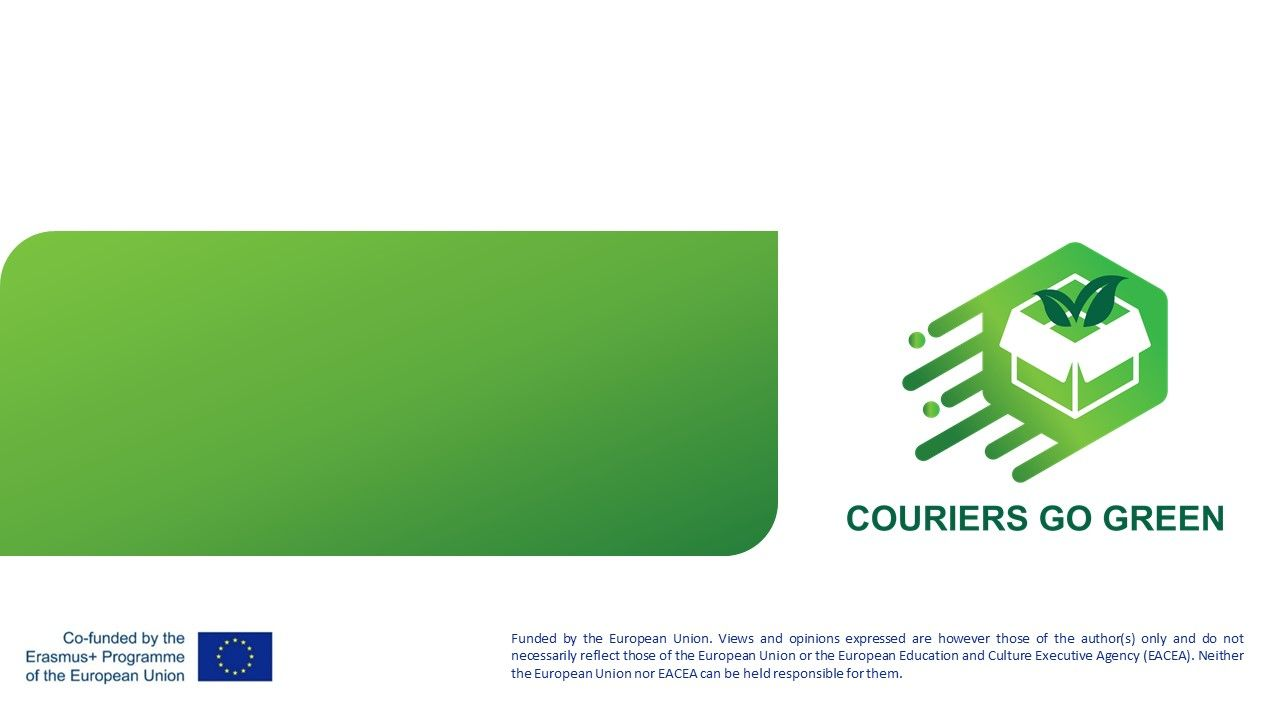 COURIERS GO GREEN
Co-funded by the
Erasmus+ Programme
of the European Union
Funded by the European Union. Views and opinions expressed are however those of the author(s) only and do not
necessarily reflect those of the European Union or the European Education and Culture Executive Agency (EACEA). Neither
the European Union nor EACEA can be held responsible for them.